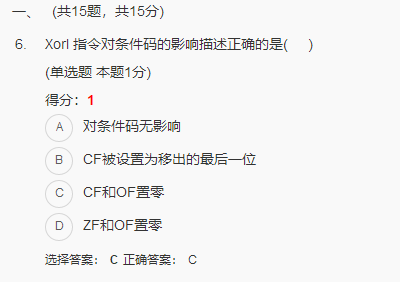 一、 (共15题，共15分)
6. Xorl 指令对条件码的影响描述正确的是( )
(单选题 本题1分)
得分：1
A 对条件码无影响
B CF被设置为移出的最后一位
C CF和OF置零
D ZF和OF置零
选择答案： C 正确答案： C